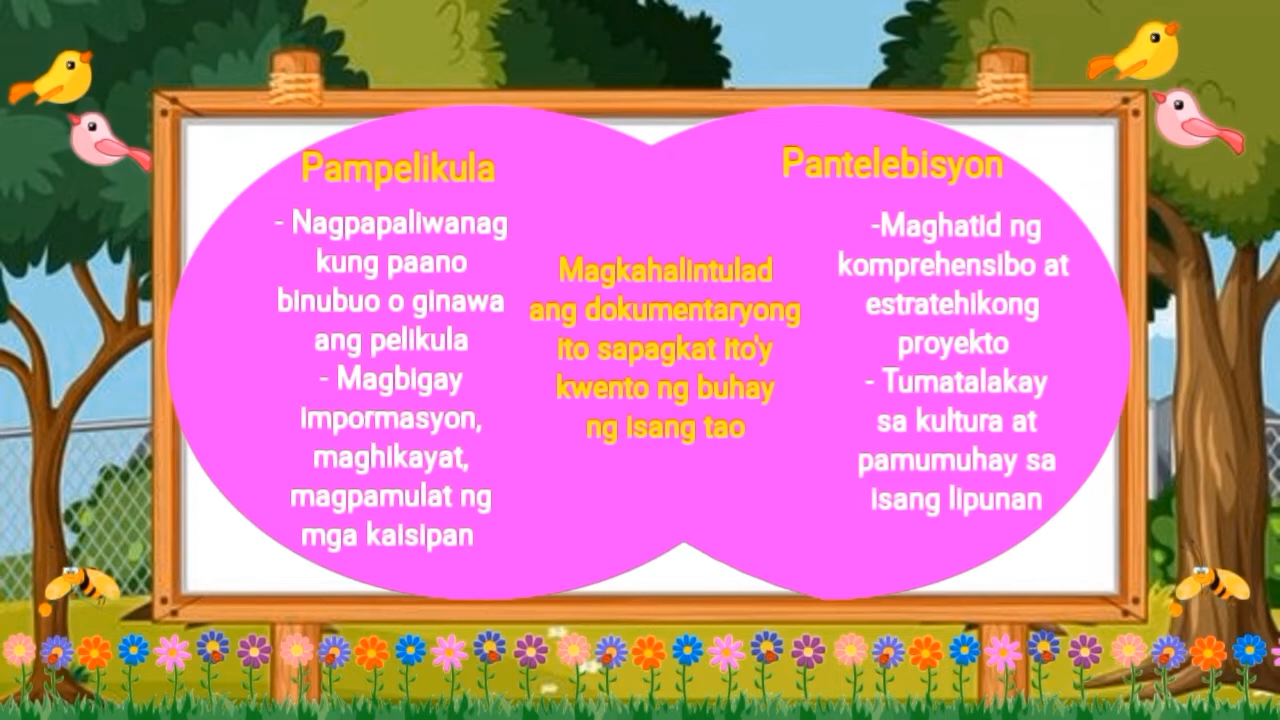 Pampelikula
- Nagpapaliwanag
kung paano
binubuo o ginawa
ang pelikula
- Magbigay
impormasyon,
maghikayat,
magpamulat ng
mga kaisipan
Magkahalintulad
ang dokumentaryong
ito sapagkat ito'y
kwento ng buhay
ng isang tao
Pantelebisyon
-Maghatid ng
komprehensibo at
estratehikong
proyekto
- Tumatalakay
sa kultura at
pamumuhay sa
isang lipunan